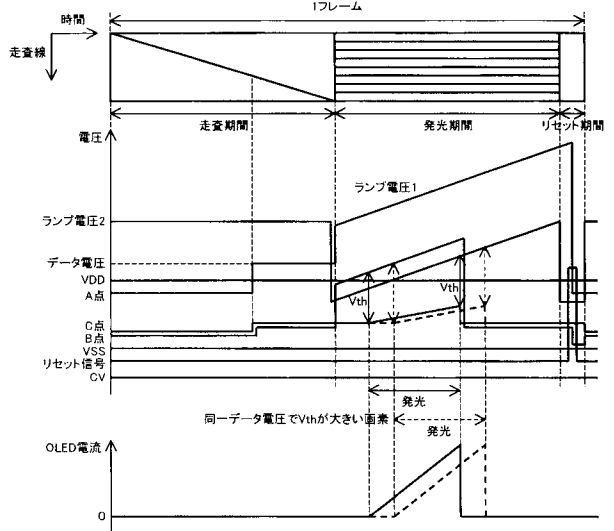 1フレーム
時間
走査線
走査期間
発光期間
リセット期間
電圧
ランプ電圧1
ランプ電圧2
データ電圧
VDD
A点
Vth
Vth
C点
B点
VSS
リセット信号
CV
発光
同一データ電圧でVthが大きい画素
発光
OLED電流
0